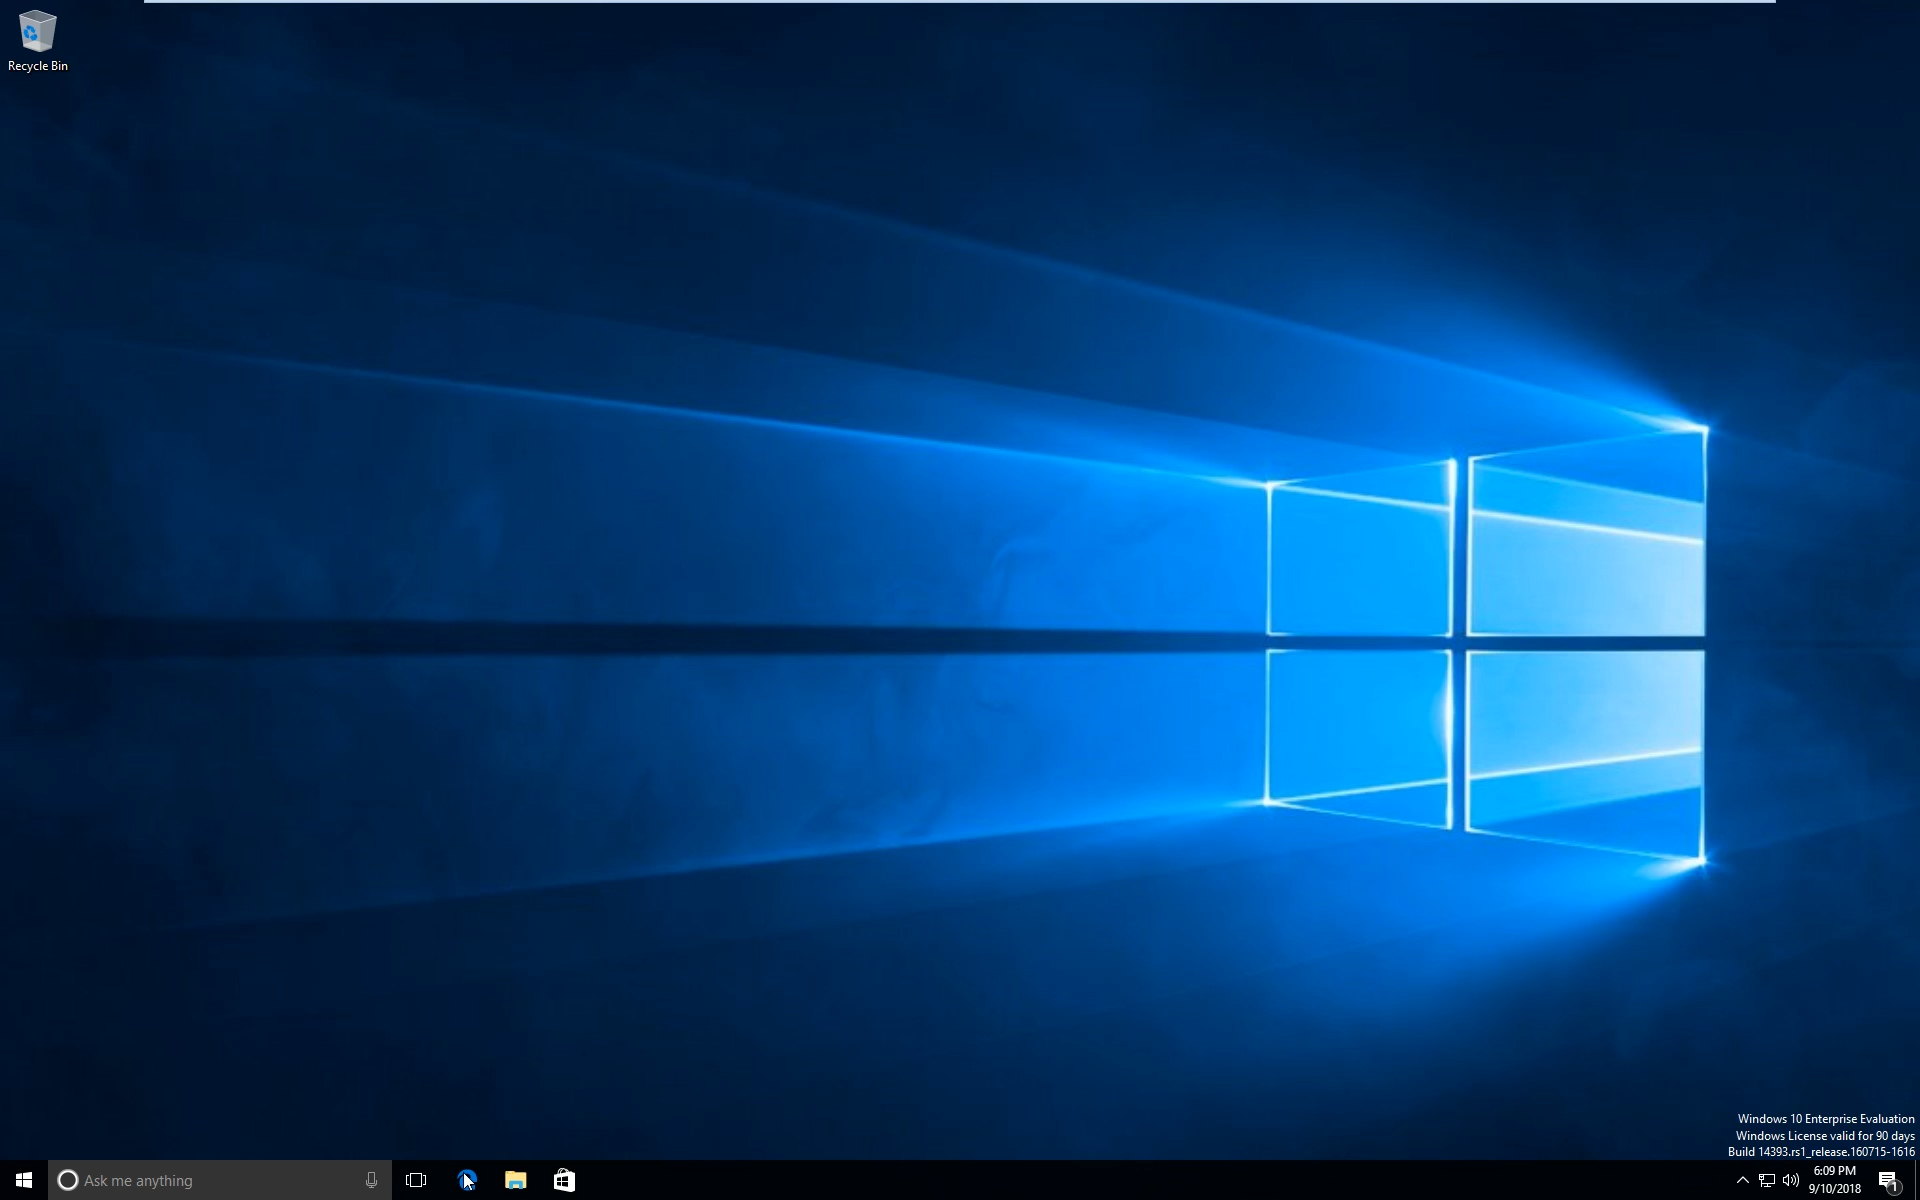 Recycle Bin
Windows 10 Enterprise Evaluation
Windows License valid for 90 days
Build 14393.rs1_release.160715-1616
Ask me anything
6:09 PM
9/10/2018
1